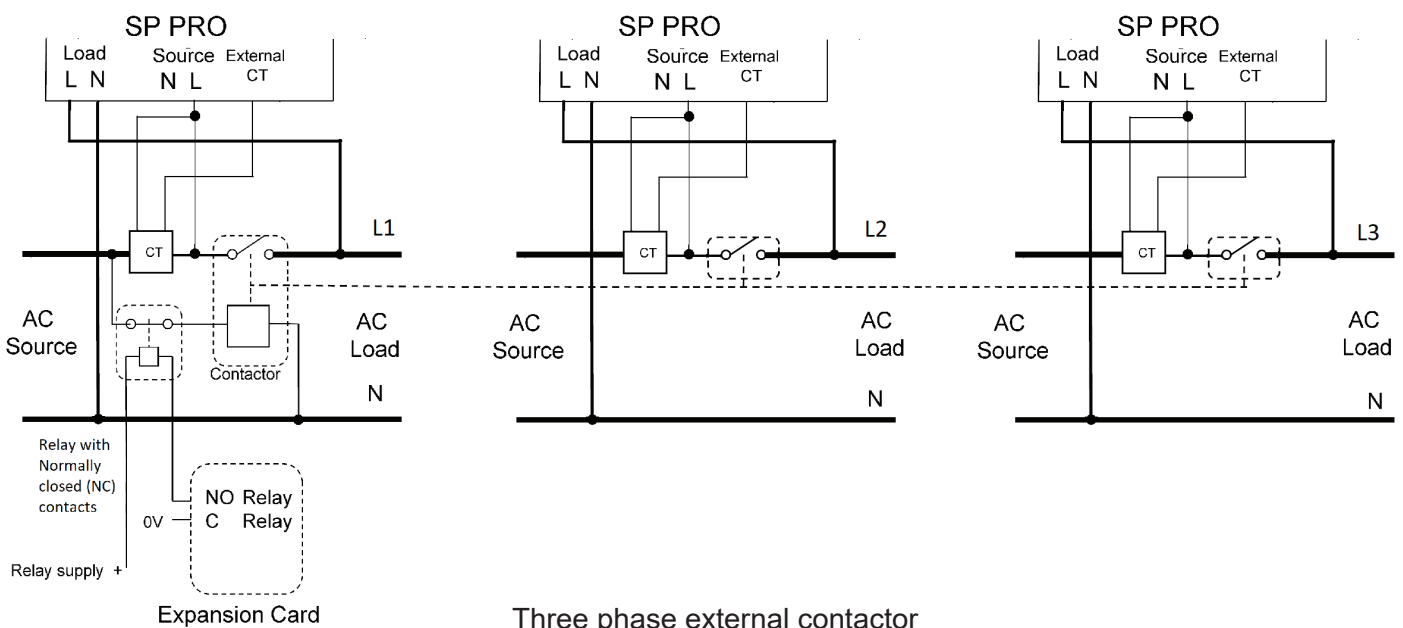 SP PRO
Load Source External
L N N L CT
CT
L1
AC
Source
AC
Load
Contactor
N
Relay with
Normally
closed (NC)
contacts
NO Relay
0V C Relay
Relay supply +
Expansion Card
SP PRO
Load Source External
L N N L CT
CT
L2
AC
Source
AC
Load
N
SP PRO
Load Source External
L N N L CT
CT
L3
AC
Source
AC
Load
N
Three phase external contactor